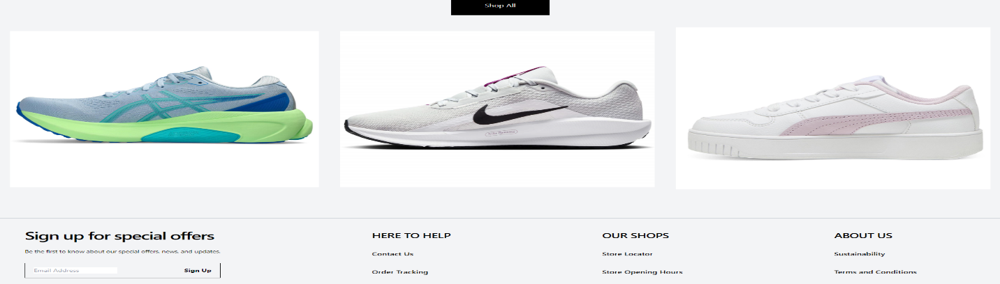 Shop All
Sign up for special offers
Be the first to know about our special offers, news, and updates.
Email Address
Sign Up
HERE TO HELP
Contact Us
Order Tracking
OUR SHOPS
Store Locator
Store Opening Hours
ABOUT US
Sustainability
Terms and Conditions